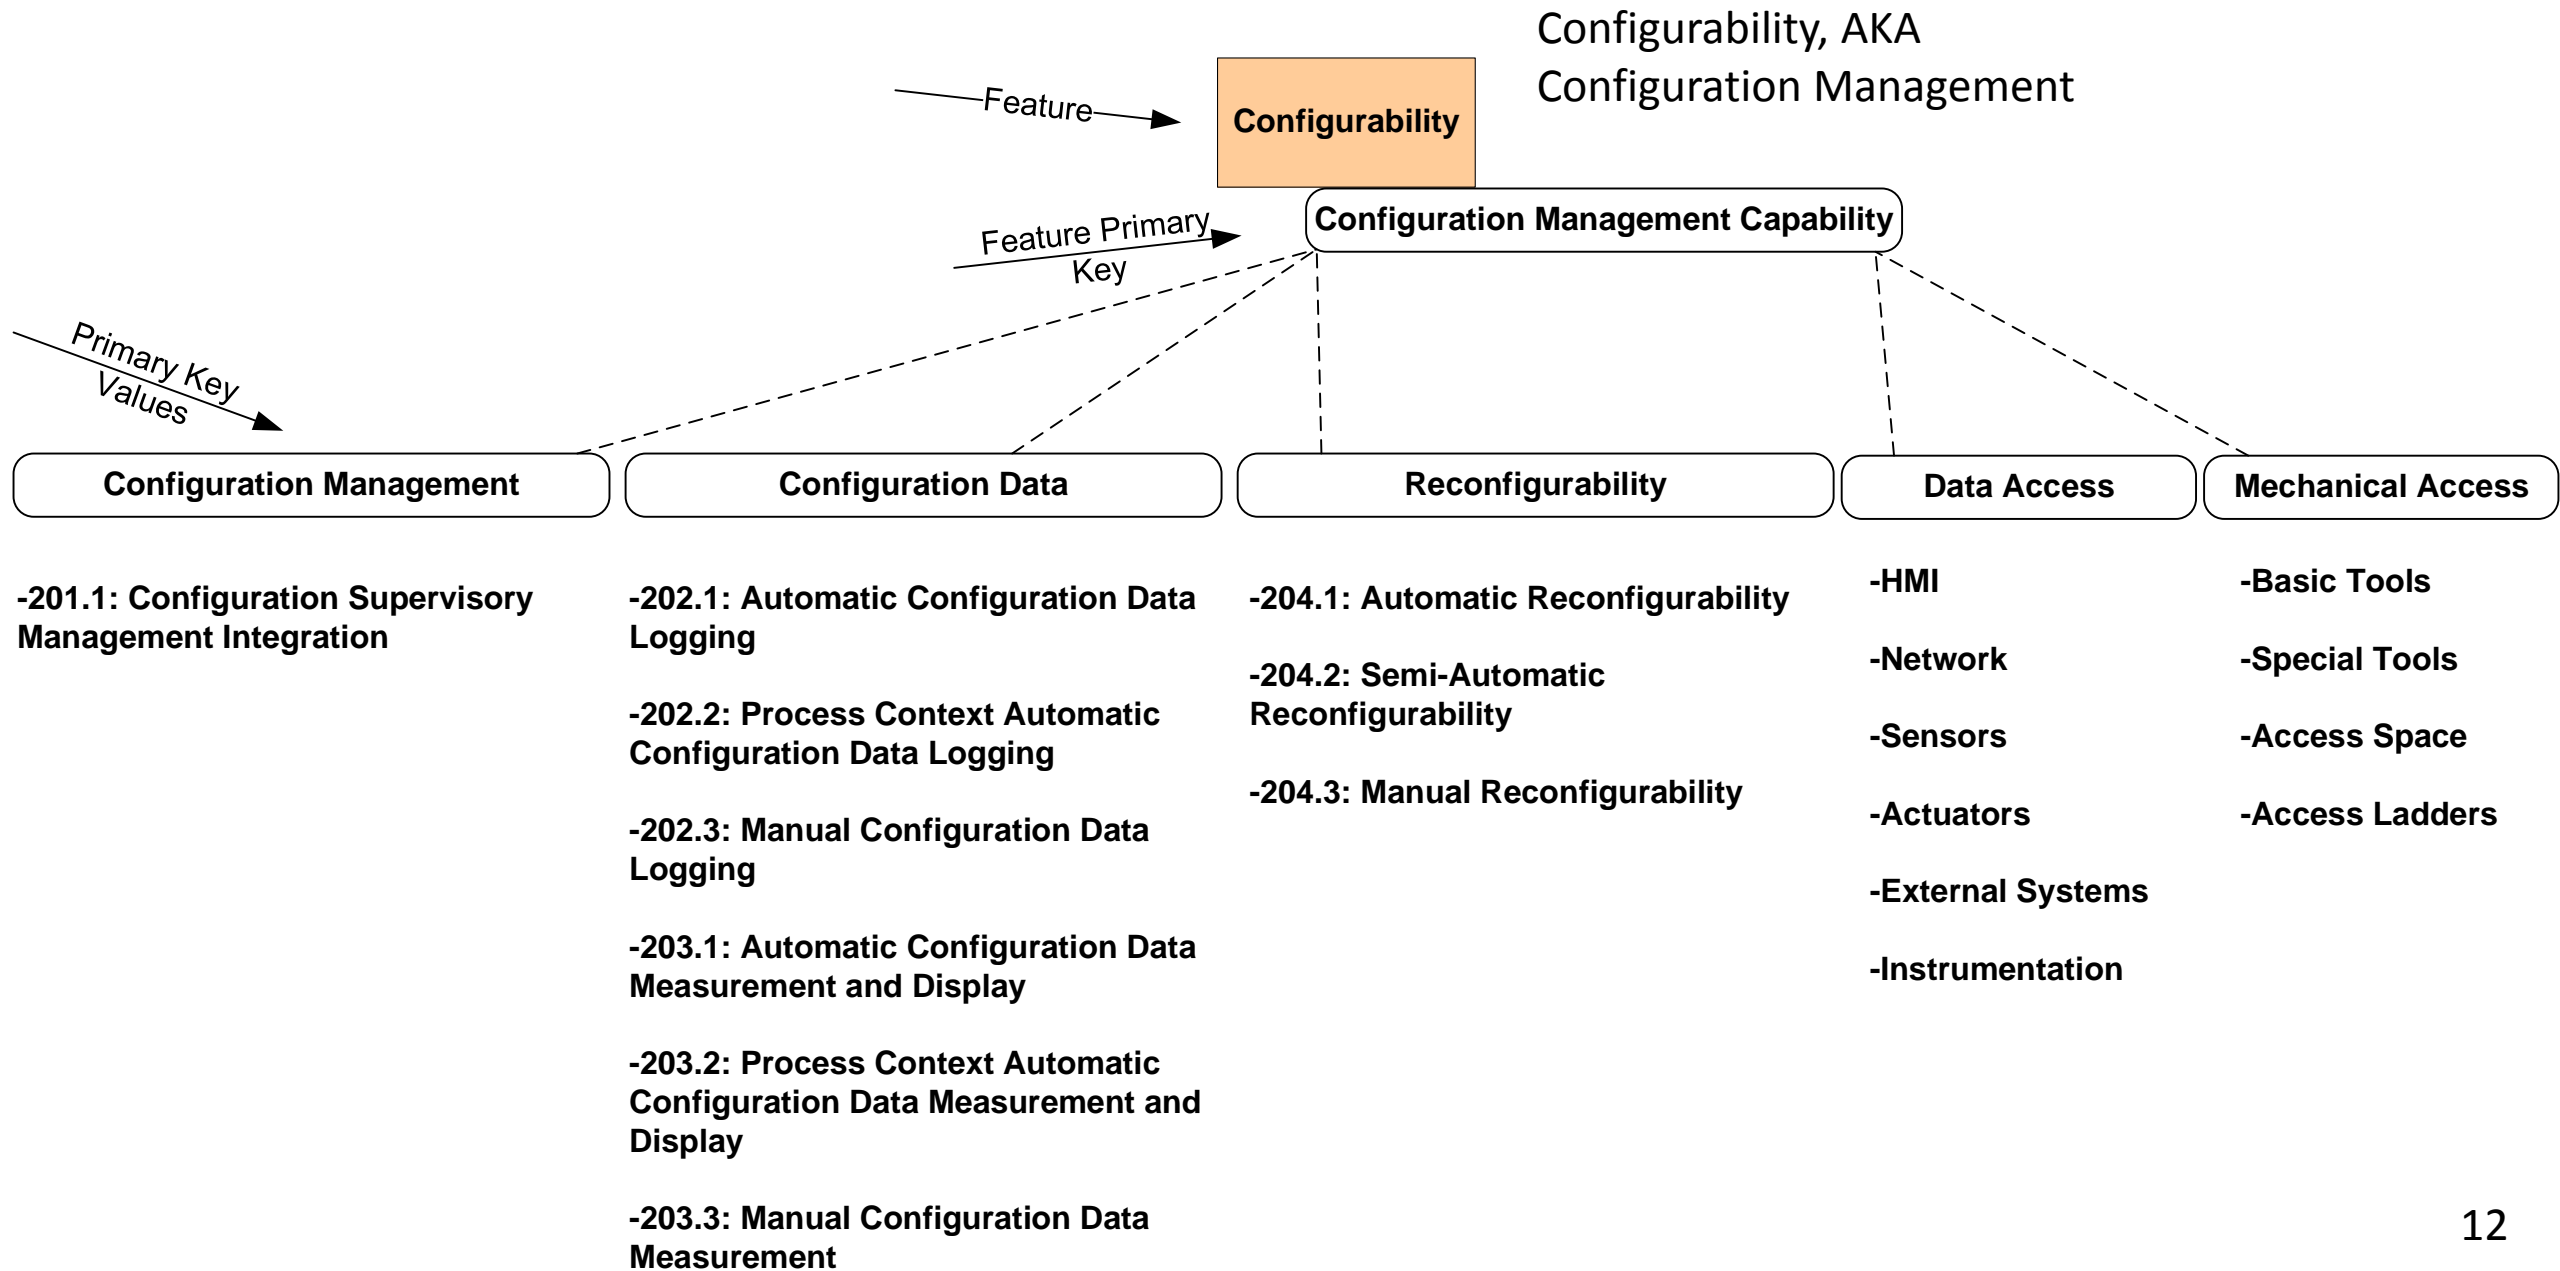 Configurability, AKA
Configuration Management
Feature
Configurability
Feature Primary
Key
Configuration Management Capability
Primary Key
Values
Configuration Management
Configuration Data
Reconfigurability
Data Access
Mechanical Access
-201.1: Configuration Supervisory
Management Integration
-202.1: Automatic Configuration Data
Logging
-202.2: Process Context Automatic
Configuration Data Logging
-202.3: Manual Configuration Data
Logging
-203.1: Automatic Configuration Data
Measurement and Display
-203.2: Process Context Automatic
Configuration Data Measurement and
Display
-203.3: Manual Configuration Data
Measurement
-204.1: Automatic Reconfigurability
-204.2: Semi-Automatic
Reconfigurability
-204.3: Manual Reconfigurability
-HMI
-Network
-Sensors
-Actuators
-External Systems
-Instrumentation
-Basic Tools
-Special Tools
-Access Space
-Access Ladders
12